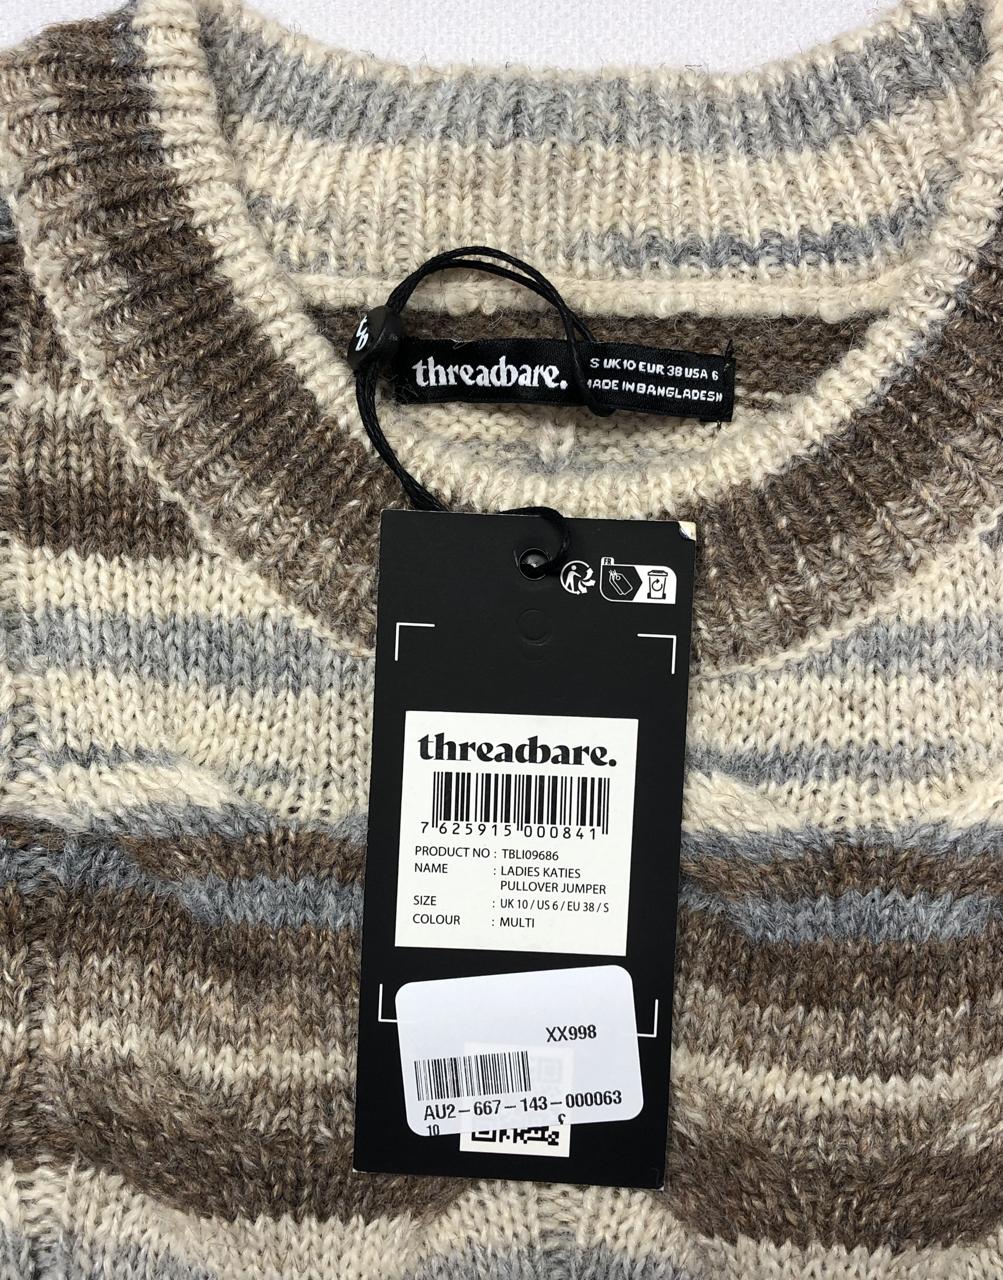 threadbare.
S UK 10 EUR 38 USA 6
MADE IN BANGLADESH
FR
threadbare.
7 625915 000841
PRODUCT NO : TBLI09686
NAME : LADIES KATIES
PULLOVER JUMPER
SIZE : UK 10 / US 6 / EU 38 / S
COLOUR : MULTI
XX998
AU2-667-143-000063
10